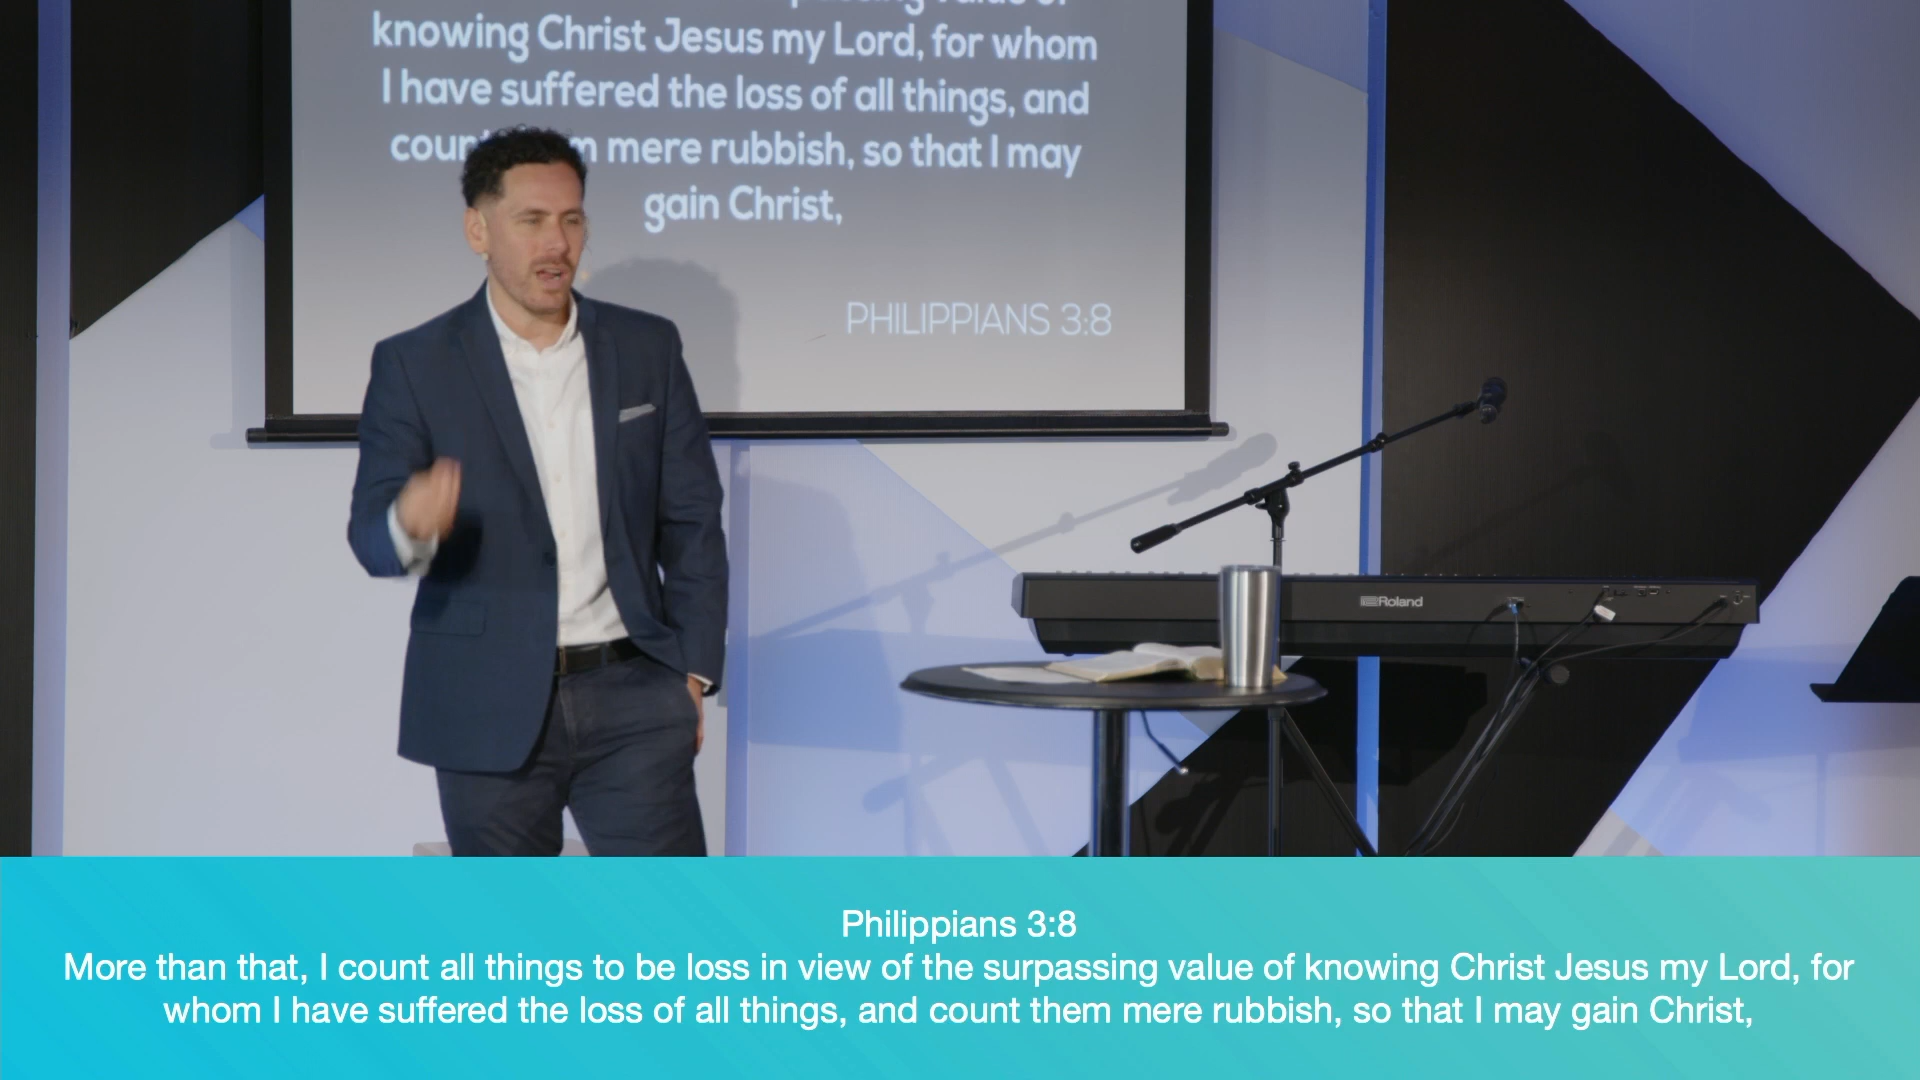 knowing Christ Jesus my Lord, for whom
I have suffered the loss of all things, and
mere rubbish, so that I may
gain Christ,
PHILIPPIANS 3:8
Roland
Philippians 3:8
More than that, I count all things to be loss in view of the surpassing value of knowing Christ Jesus my Lord, for
whom I have suffered the loss of all things, and count them mere rubbish, so that I may gain Christ,